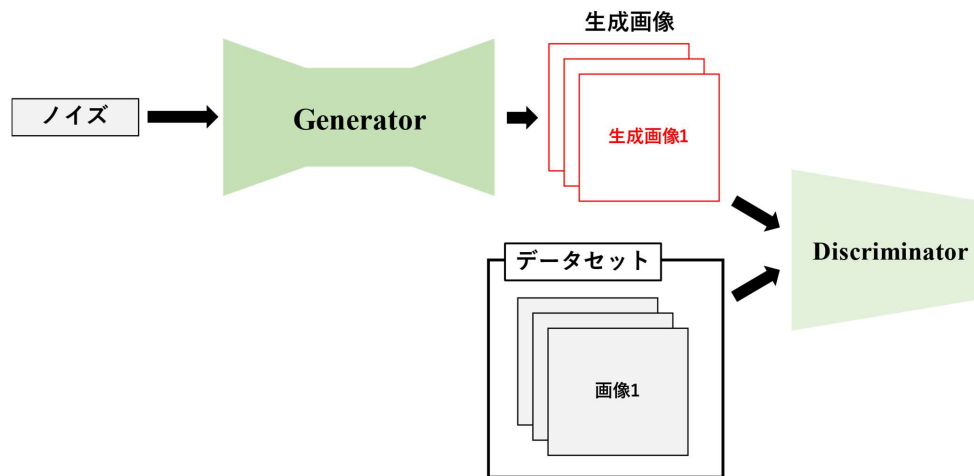 生成画像
ノイズ
Generator
生成画像1
データセット
Discriminator
画像1